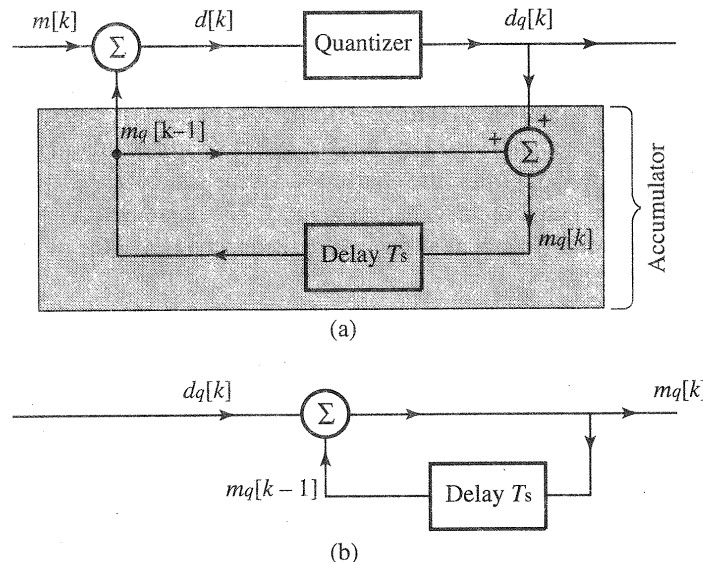 m[k]
Σ
d[k]
Quantizer
dq[k]
mq [k–1]
+
+
Σ
Delay Ts
mq[k]
Accumulator
(a)
dq[k]
Σ
mq[k]
mq[k – 1]
Delay Ts
(b)